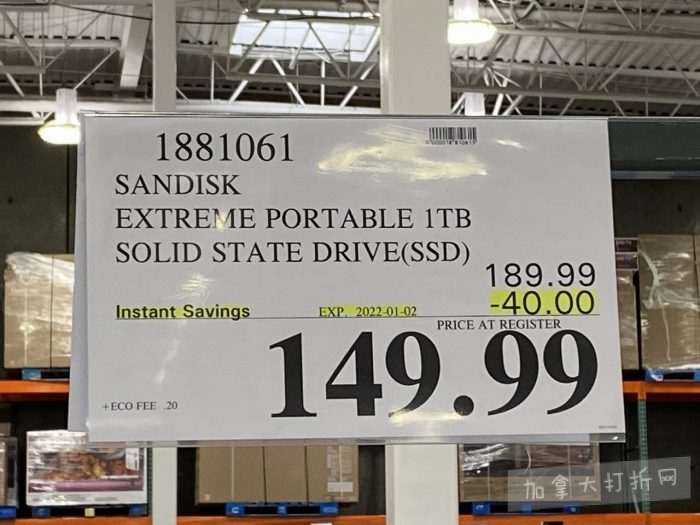 1881061
SANDISK
EXTREME PORTABLE 1TB
SOLID STATE DRIVE(SSD)
189.99
Instant Savings EXP. 2022-01-02 -40.00
PRICE AT REGISTER
149.99
+ECO FEE .20
加拿大打折网